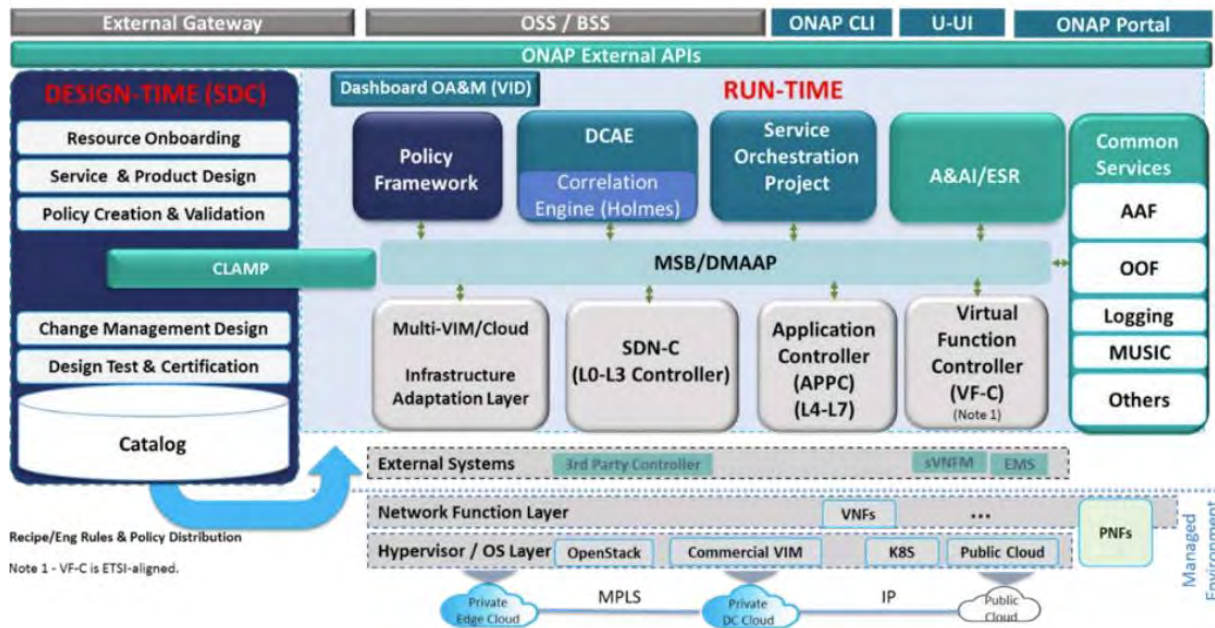 External Gateway
OSS / BSS
ONAP CLI
U-UI
ONAP Portal
ONAP External APIs
DESIGN-TIME (SDC)
Resource Onboarding
Service & Product Design
Policy Creation & Validation
CLAMP
Change Management Design
Design Test & Certification
Catalog
Dashboard OA&M (VID)
RUN-TIME
Policy
Framework
DCAE
Correlation
Engine (Holmes)
Service
Orchestration
Project
A&AI/ESR
MSB/DMAAP
Multi-VIM/Cloud
Infrastructure
Adaptation Layer
SDN-C
(L0-L3 Controller)
Application
Controller
(APPC)
(L4-L7)
Virtual
Function
Controller
(VF-C)
(Note 1)
Common
Services
AAF
OOF
Logging
MUSIC
Others
External Systems
3rd Party Controller
sVNFM
EMS
Network Function Layer
VNFs
...
Hypervisor / OS Layer
OpenStack
Commercial VIM
K8S
Public Cloud
PNFs
Managed
Environment
Recipe/Eng Rules & Policy Distribution
Note 1 - VF-C is ETSI-aligned.
Private
Edge Cloud
MPLS
Private
DC Cloud
IP
Public
Cloud